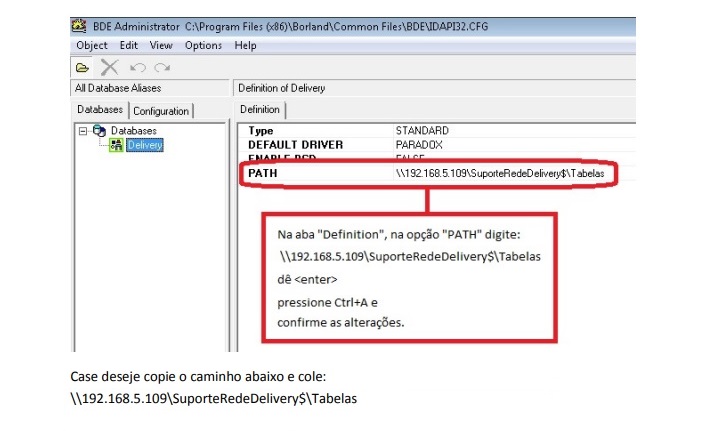 BDE Administrator C:\Program Files (x86)\Borland\Common Files\BDE\IDAPI32.CFG
Object Edit View Options Help
All Database Aliases
Definition of Delivery
Databases Configuration
Definition
Databases
Delivery
Type STANDARD
DEFAULT DRIVER PARADOX
ENABLE BCD FALSE
PATH \\192.168.5.109\SuporteRedeDelivery$\Tabelas
Na aba "Definition", na opção "PATH" digite:
\\192.168.5.109\SuporteRedeDelivery$\Tabelas
dê <enter>
pressione Ctrl+A e
confirme as alterações.
Case deseje copie o caminho abaixo e cole:
\\192.168.5.109\SuporteRedeDelivery$\Tabelas